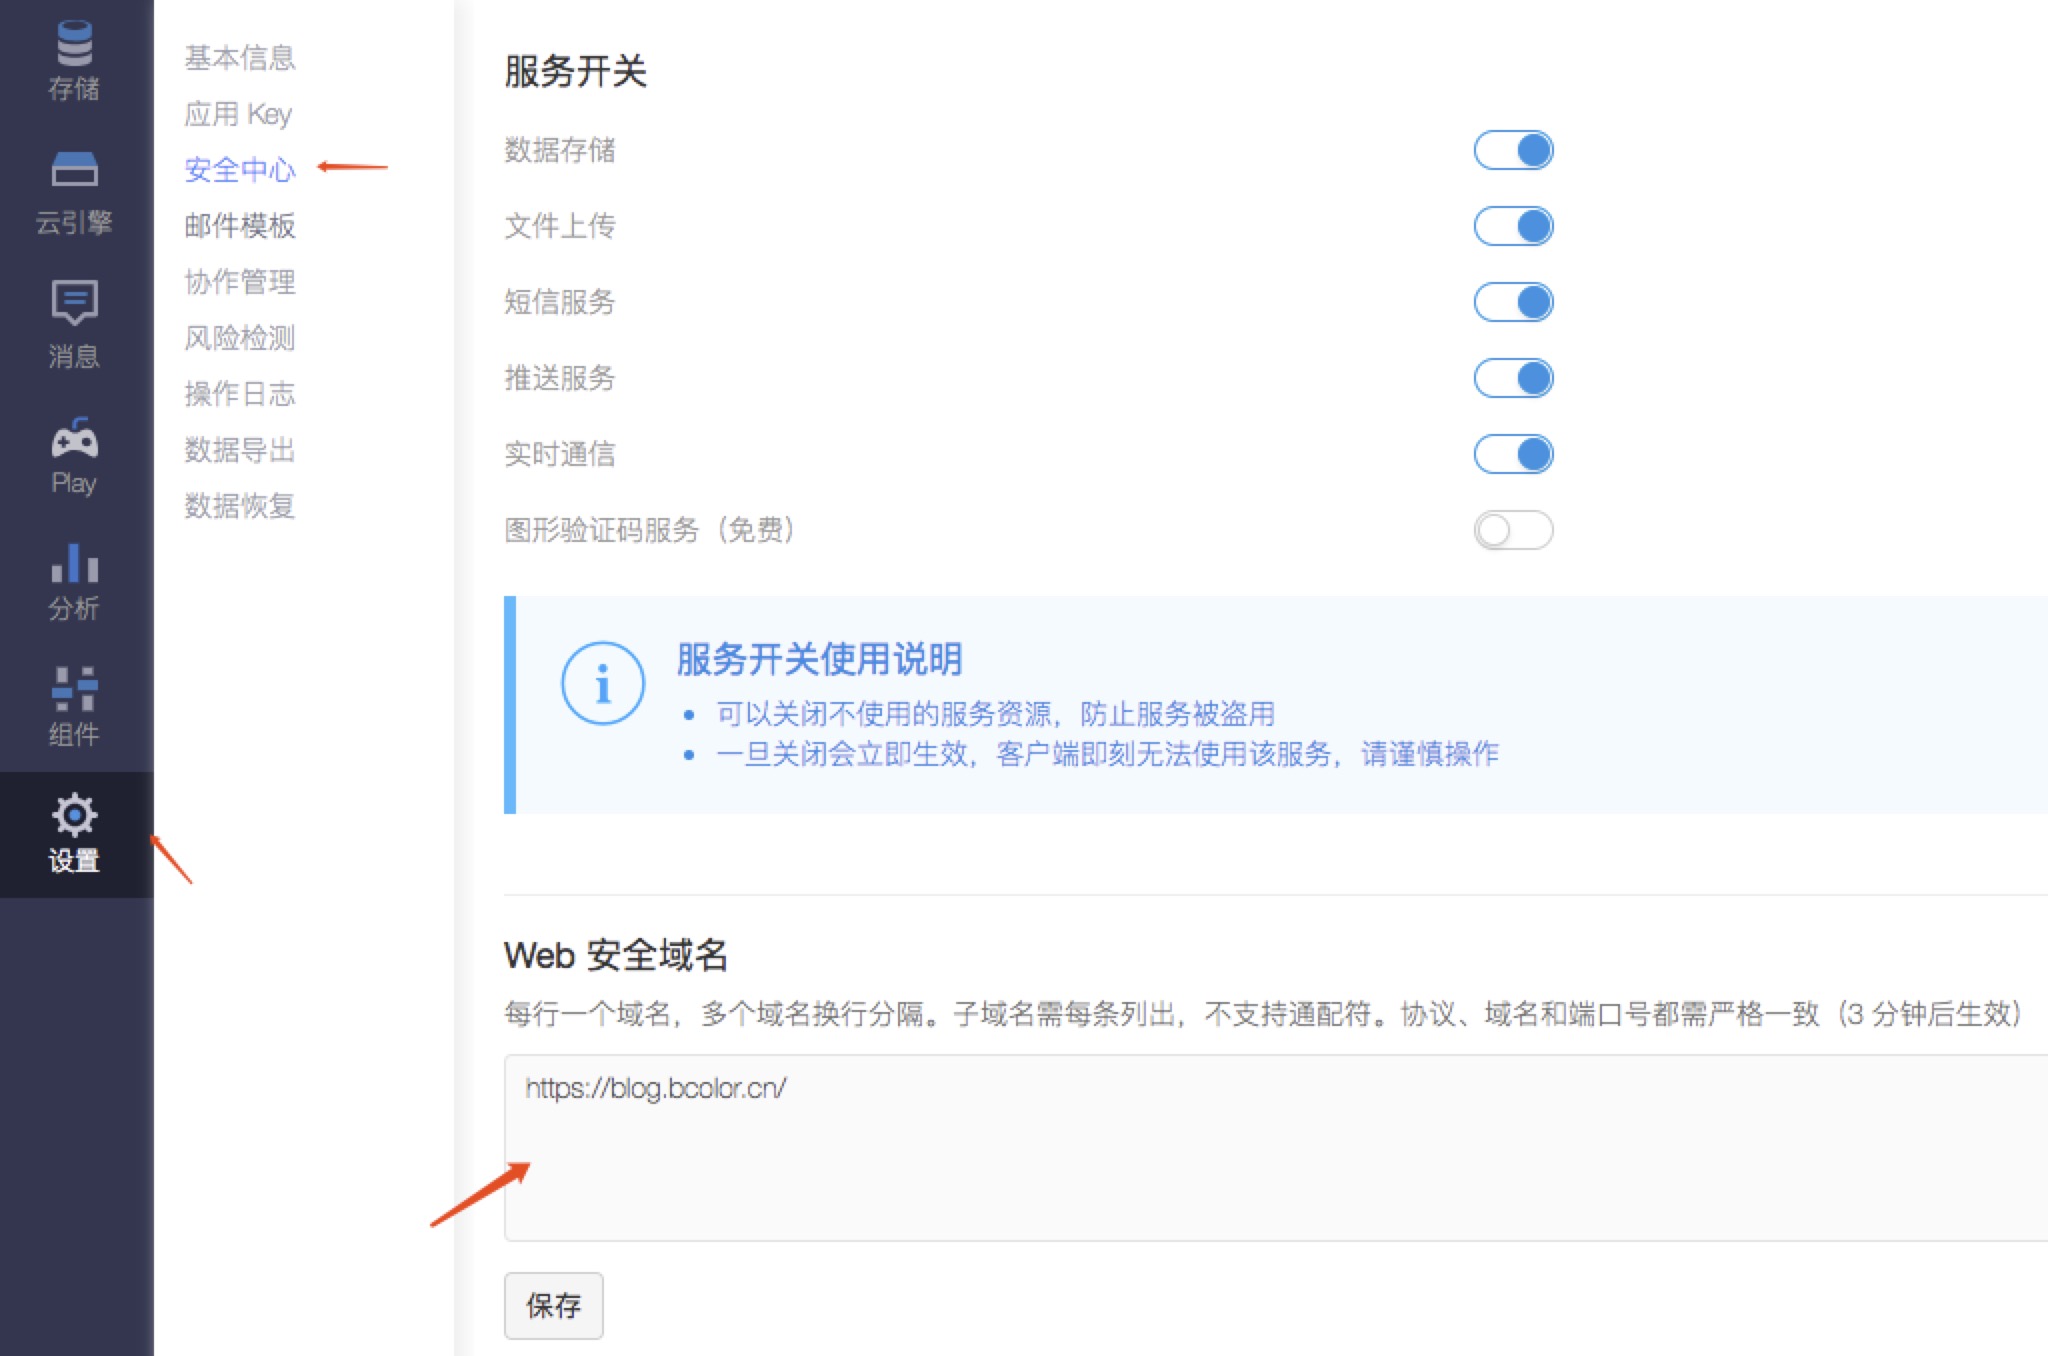 存储
云引擎
消息
Play
分析
组件
设置
基本信息
应用 Key
安全中心
邮件模板
协作管理
风险检测
操作日志
数据导出
数据恢复
服务开关
数据存储
文件上传
短信服务
推送服务
实时通信
图形验证码服务（免费）
服务开关使用说明
可以关闭不使用的服务资源，防止服务被盗用
一旦关闭会立即生效，客户端即刻无法使用该服务，请谨慎操作
Web 安全域名
每行一个域名，多个域名换行分隔。子域名需每条列出，不支持通配符。协议、域名和端口号都需严格一致（3 分钟后生效）
https://blog.bcolor.cn/
保存